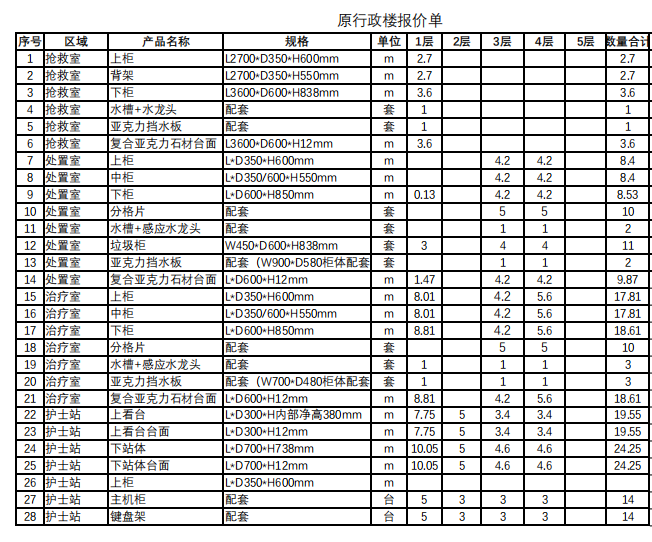 原行政楼报价单
序号 区域 产品名称 规格 单位 1层 2层 3层 4层 5层 数量合计
1 抢救室 上柜 L2700*D350*H600mm m 2.7 2.7
2 抢救室 背架 L2700*D350*H550mm m 2.7 2.7
3 抢救室 下柜 L3600*D600*H838mm m 3.6 3.6
4 抢救室 水槽+水龙头 配套 套 1 1
5 抢救室 亚克力挡水板 配套 套 1 1
6 抢救室 复合亚克力石材台面 L3600*D600*H12mm m 3.6 3.6
7 处置室 上柜 L*D350*H600mm m 4.2 4.2 8.4
8 处置室 中柜 L*D350/600*H550mm m 4.2 4.2 8.4
9 处置室 下柜 L*D600*H850mm m 0.13 4.2 4.2 8.53
10 处置室 分格片 配套 套 5 5 10
11 处置室 水槽+感应水龙头 配套 套 1 1 2
12 处置室 垃圾柜 W450*D600*H838mm 套 3 4 4 11
13 处置室 亚克力挡水板 配套（W900*D580柜体配套 套 1 1 2
14 处置室 复合亚克力石材台面 L*D600*H12mm m 1.47 4.2 4.2 9.87
15 治疗室 上柜 L*D350*H600mm m 8.01 4.2 5.6 17.81
16 治疗室 中柜 L*D350/600*H550mm m 8.01 4.2 5.6 17.81
17 治疗室 下柜 L*D600*H850mm m 8.81 4.2 5.6 18.61
18 治疗室 分格片 配套 套 5 5 10
19 治疗室 水槽+感应水龙头 配套 套 1 1 1 3
20 治疗室 亚克力挡水板 配套（W700*D480柜体配套 套 1 1 1 3
21 治疗室 复合亚克力石材台面 L*D600*H12mm m 8.81 4.2 5.6 18.61
22 护士站 上看台 L*D300*H内部净高380mm m 7.75 5 3.4 3.4 19.55
23 护士站 上看台台面 L*D300*H12mm m 7.75 5 3.4 3.4 19.55
24 护士站 下站体 L*D700*H738mm m 10.05 5 4.6 4.6 24.25
25 护士站 下站体台面 L*D700*H12mm m 10.05 5 4.6 4.6 24.25
26 护士站 上柜 L*D350*H600mm m
27 护士站 主机柜 配套 台 5 3 3 3 14
28 护士站 键盘架 配套 台 5 3 3 3 14